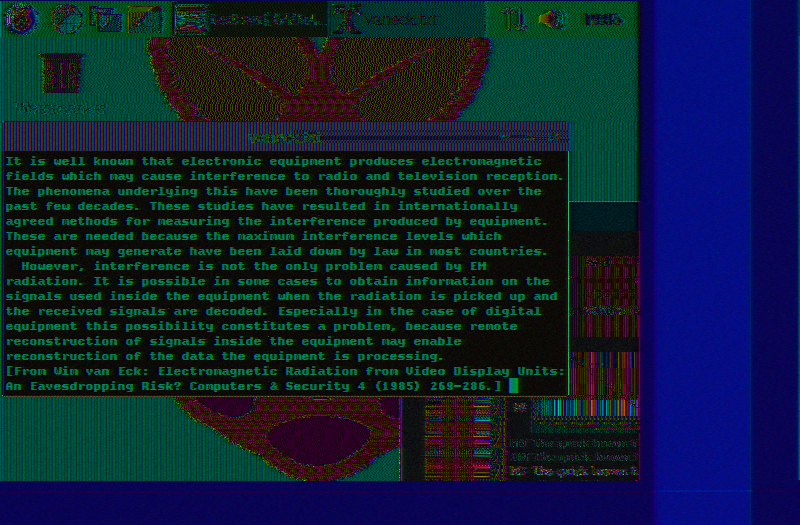 It is well known that electronic equipment produces electromagnetic
fields which may cause interference to radio and television reception.
The phenomena underlying this have been thoroughly studied over the
past few decades. These studies have resulted in internationally
agreed methods for measuring the interference produced by equipment.
These are needed because the maximum interference levels which
equipment may generate have been laid down by law in most countries.
However, interference is not the only problem caused by EM
radiation. It is possible in some cases to obtain information on the
signals used inside the equipment when the radiation is picked up and
the received signals are decoded. Especially in the case of digital
equipment this possibility constitutes a problem, because remote
reconstruction of signals inside the equipment may enable
reconstruction of the data the equipment is processing.
[From Wim van Eck: Electromagnetic Radiation from Video Display Units:
An Eavesdropping Risk? Computers & Security 4 (1985) 269-286.]
The quick brown
The quick brown h